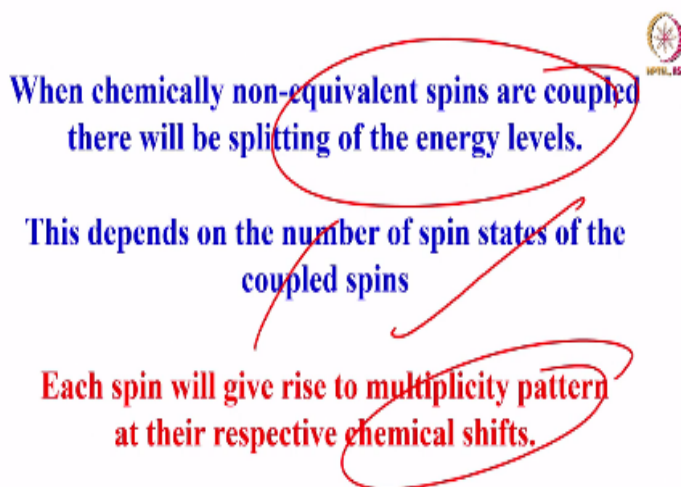 When chemically non-equivalent spins are coupled
there will be splitting of the energy levels.
This depends on the number of spin states of the
coupled spins
Each spin will give rise to multiplicity pattern
at their respective chemical shifts.